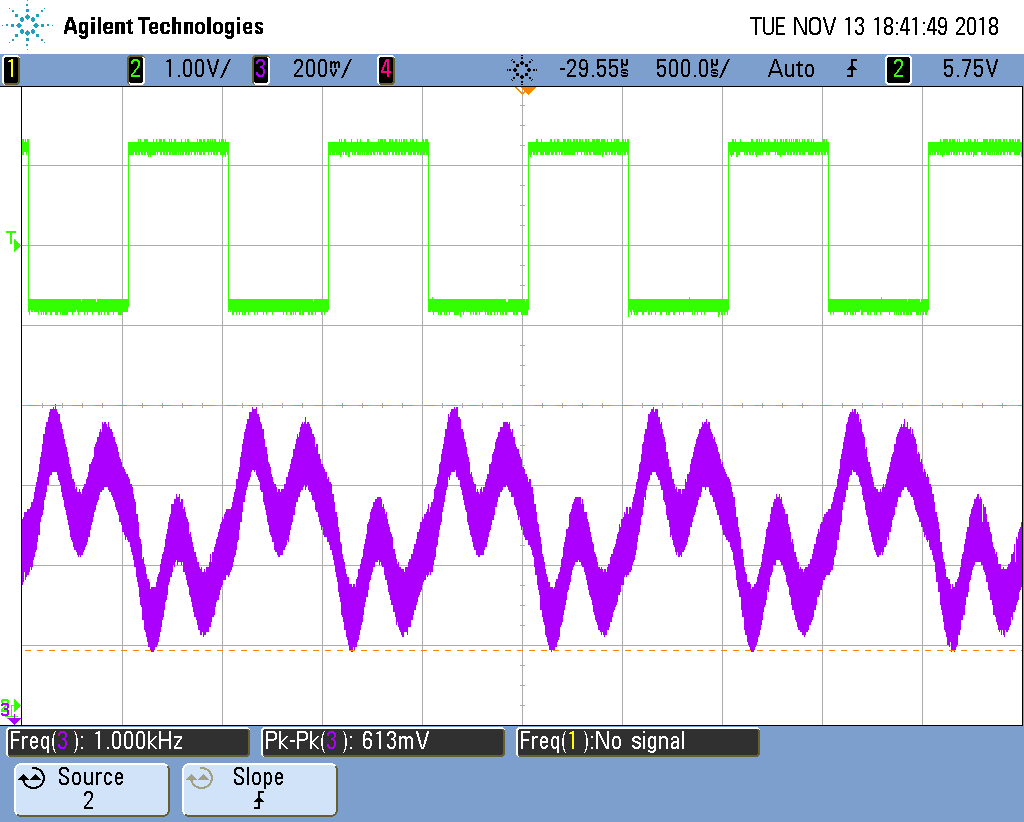 Agilent Technologies TUE NOV 13 18:41:49 2018
1 2 1.00V/ 3 200m̌V/ 4 -29.55µs 500.0µs/ Auto 2 5.75V
T
2
3
Freq(3): 1.000kHz Pk-Pk(3): 613mV Freq(1):No signal
Source Slope
2